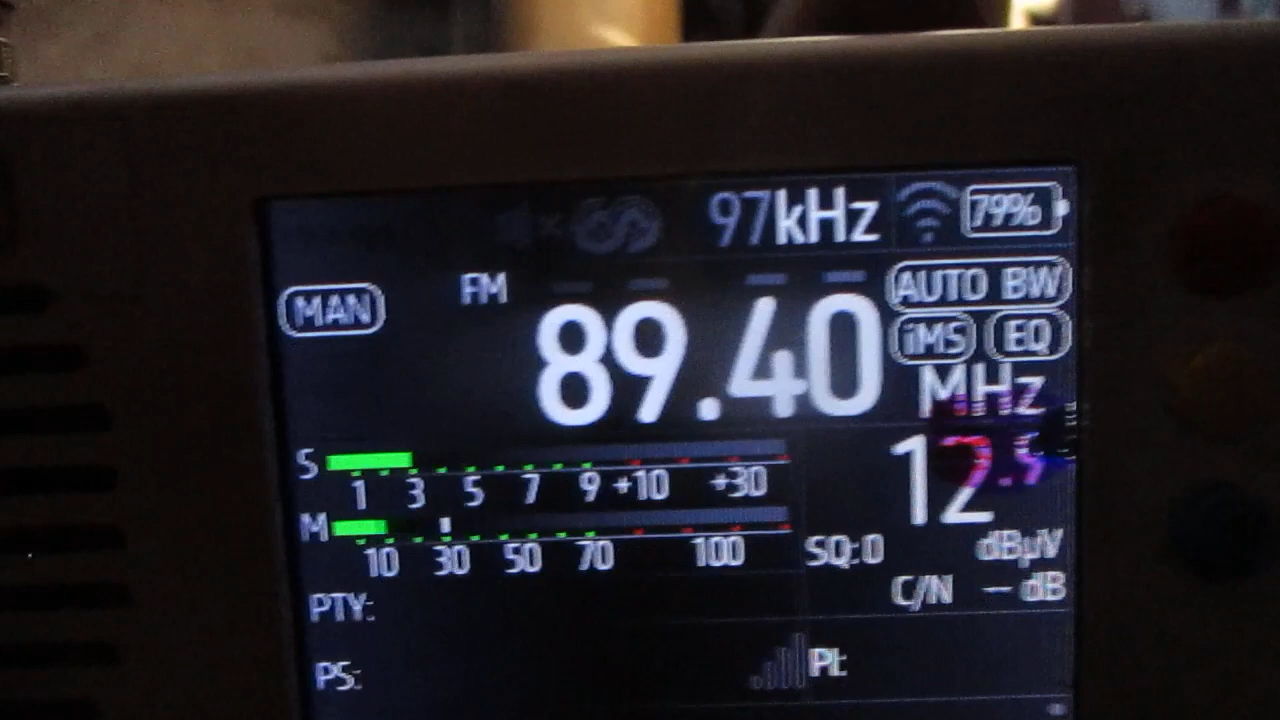 97kHz 79%
MAN FM 89.40 MHz AUTO BW
iMS EQ
S 1 3 5 7 9 +10 +30
12.5 dBµV
M 10 30 50 70 100
SQ:0
C/N -- dB
PTY:
PS: PI: